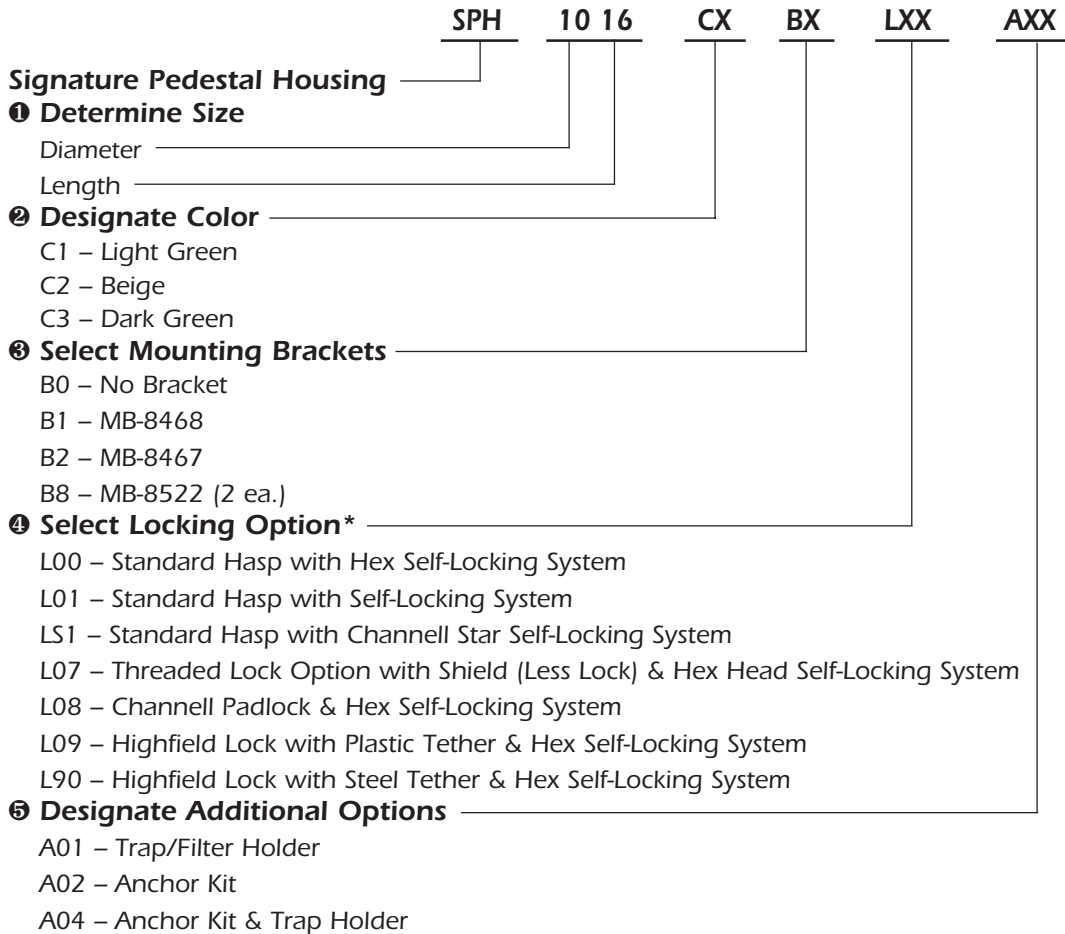 SPH 10 16 CX BX LXX AXX
Signature Pedestal Housing
❶ Determine Size
Diameter
Length
❷ Designate Color
C1 – Light Green
C2 – Beige
C3 – Dark Green
❸ Select Mounting Brackets
B0 – No Bracket
B1 – MB-8468
B2 – MB-8467
B8 – MB-8522 (2 ea.)
❹ Select Locking Option*
L00 – Standard Hasp with Hex Self-Locking System
L01 – Standard Hasp with Self-Locking System
LS1 – Standard Hasp with Channell Star Self-Locking System
L07 – Threaded Lock Option with Shield (Less Lock) & Hex Head Self-Locking System
L08 – Channell Padlock & Hex Self-Locking System
L09 – Highfield Lock with Plastic Tether & Hex Self-Locking System
L90 – Highfield Lock with Steel Tether & Hex Self-Locking System
❺ Designate Additional Options
A01 – Trap/Filter Holder
A02 – Anchor Kit
A04 – Anchor Kit & Trap Holder